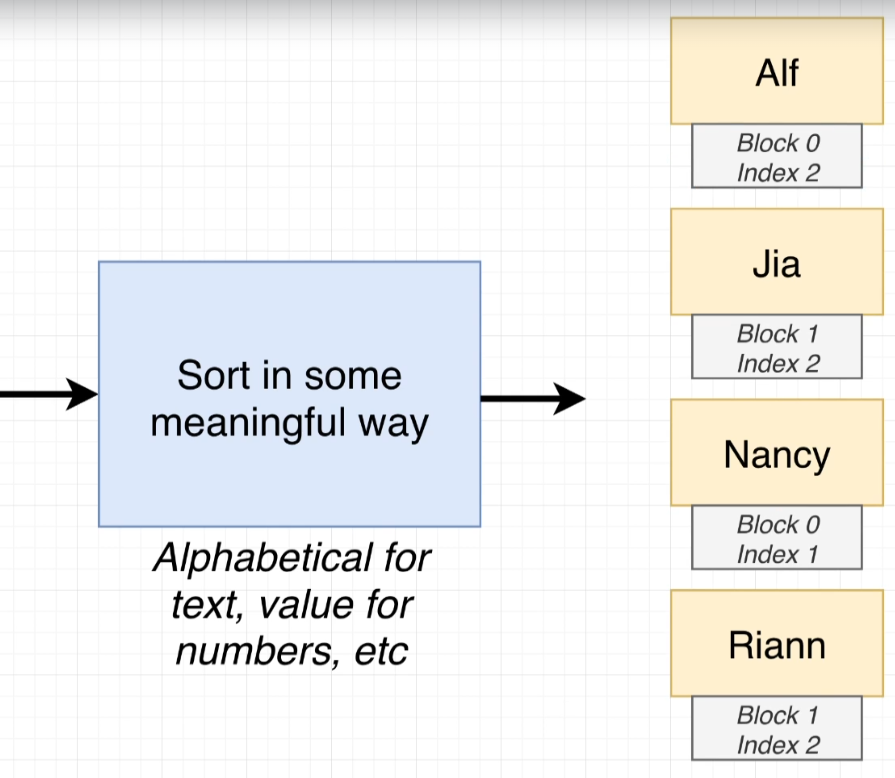 Alf
Block 0
Index 2
Jia
Block 1
Index 2
Sort in some
meaningful way
Alphabetical for
text, value for
numbers, etc
Nancy
Block 0
Index 1
Riann
Block 1
Index 2